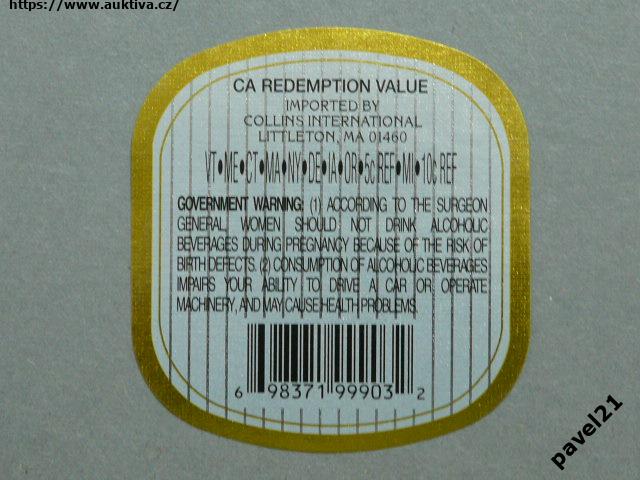 https://www.auktiva.cz/
CA REDEMPTION VALUE
IMPORTED BY
COLLINS INTERNATIONAL
LITTLETON, MA 01460
VT•ME•CT•MA•NY•DE•IA•OR•5¢ REF•MI•10¢ REF
GOVERNMENT WARNING: (1) ACCORDING TO THE SURGEON
GENERAL, WOMEN SHOULD NOT DRINK ALCOHOLIC
BEVERAGES DURING PREGNANCY BECAUSE OF THE RISK OF
BIRTH DEFECTS. (2) CONSUMPTION OF ALCOHOLIC BEVERAGES
IMPAIRS YOUR ABILITY TO DRIVE A CAR OR OPERATE
MACHINERY, AND MAY CAUSE HEALTH PROBLEMS.
6 98371 99903 2
pavel21